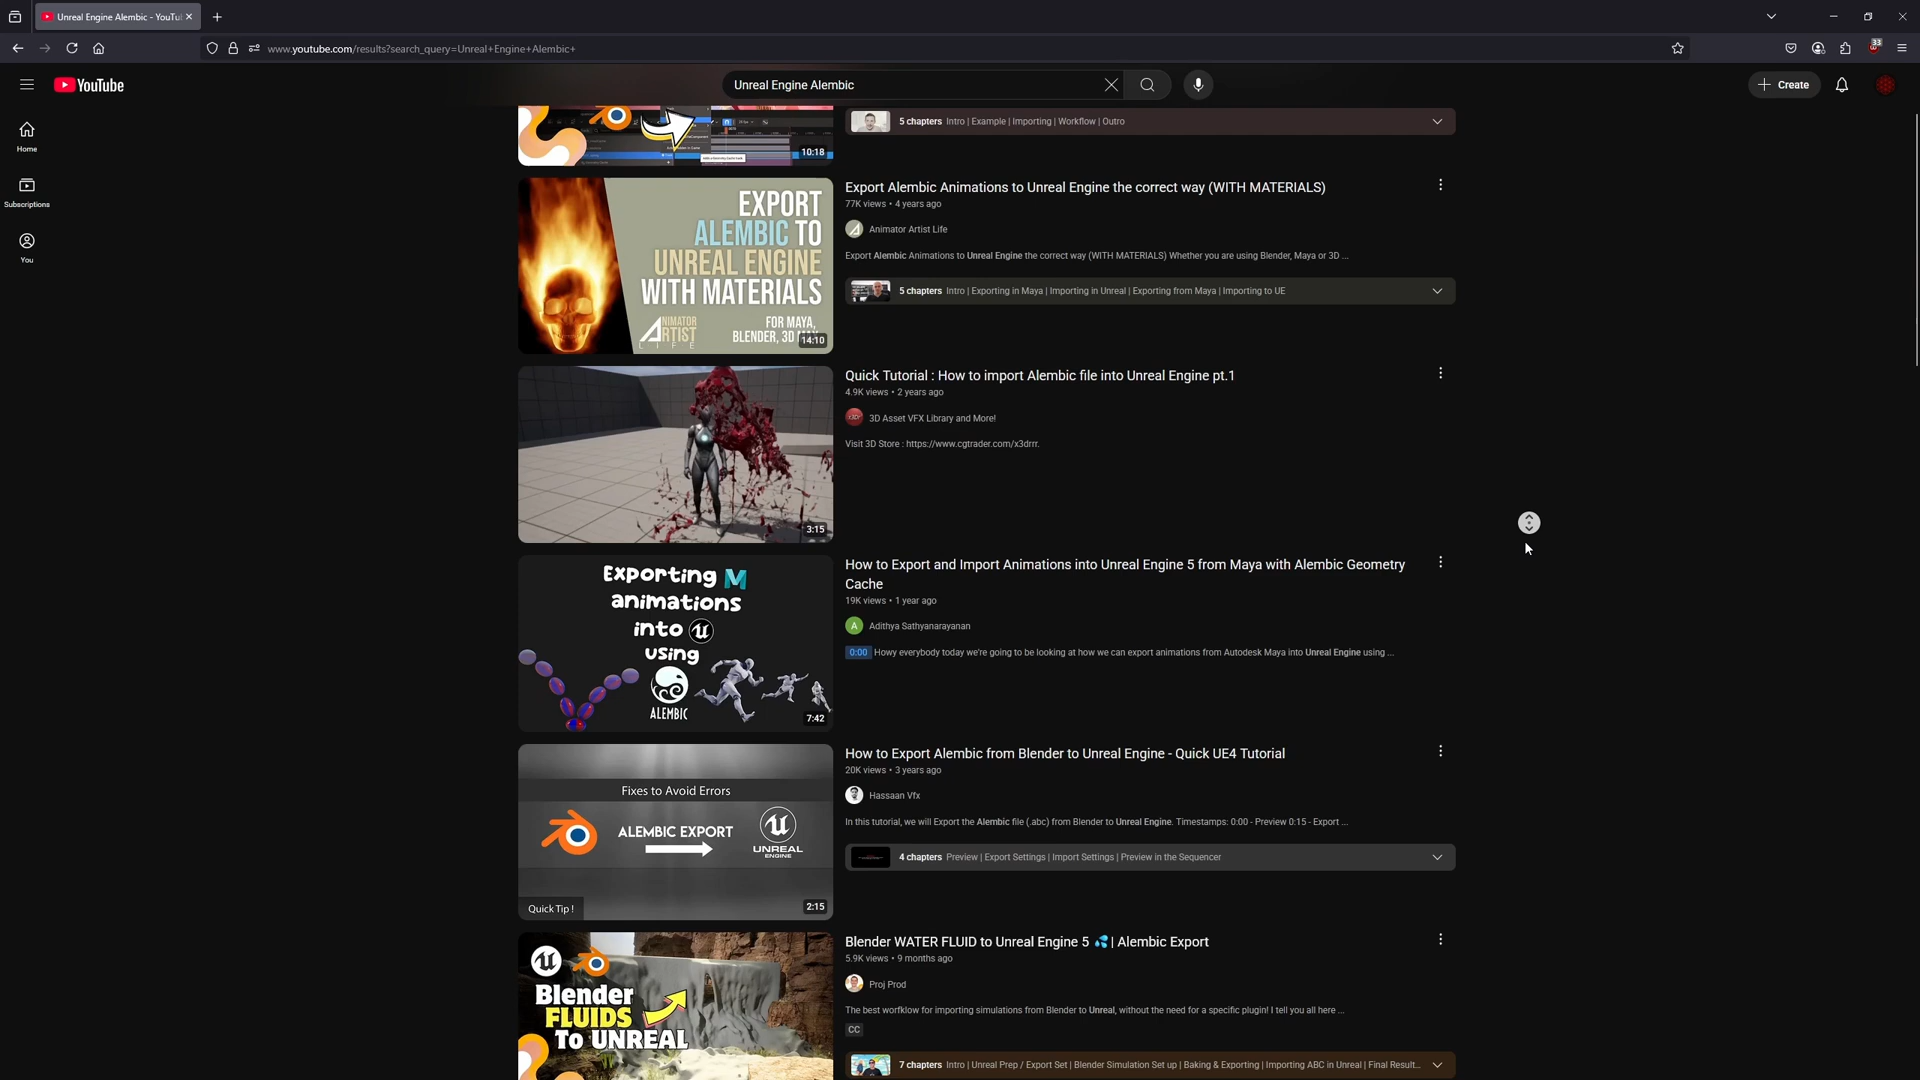 Unreal Engine Alembic - YouTu
www.youtube.com/results?search_query=Unreal+Engine+Alembic+
33
YouTube
Unreal Engine Alembic
Create
Home
Subscriptions
You
10:18
5 chapters Intro | Example | Importing | Workflow | Outro
EXPORT
ALEMBIC TO
UNREAL ENGINE
WITH MATERIALS
ANIMATOR
ARTIST
LIFE
FOR MAYA,
BLENDER, 3D MAX
14:10
Export Alembic Animations to Unreal Engine the correct way (WITH MATERIALS)
77K views • 4 years ago
Animator Artist Life
Export Alembic Animations to Unreal Engine the correct way (WITH MATERIALS) Whether you are using Blender, Maya or 3D ...
5 chapters Intro | Exporting in Maya | Importing in Unreal | Exporting from Maya | Importing to UE
3:15
Quick Tutorial : How to import Alembic file into Unreal Engine pt.1
4.9K views • 2 years ago
3D Asset VFX Library and More!
Visit 3D Store : https://www.cgtrader.com/x3drrr.
Exporting M
animations
into
using
ALEMBIC
7:42
How to Export and Import Animations into Unreal Engine 5 from Maya with Alembic Geometry
Cache
19K views • 1 year ago
A Adithya Sathyanarayanan
0:00 Howy everybody today we're going to be looking at how we can export animations from Autodesk Maya into Unreal Engine using ...
Fixes to Avoid Errors
ALEMBIC EXPORT
UNREAL
ENGINE
Quick Tip !
2:15
How to Export Alembic from Blender to Unreal Engine - Quick UE4 Tutorial
20K views • 3 years ago
Hassaan Vfx
In this tutorial, we will Export the Alembic file (.abc) from Blender to Unreal Engine. Timestamps: 0:00 - Preview 0:15 - Export ...
4 chapters Preview | Export Settings | Import Settings | Preview in the Sequencer
Blender
FLUIDS
To UNREAL
Blender WATER FLUID to Unreal Engine 5 💦 | Alembic Export
5.9K views • 9 months ago
Proj Prod
The best worfklow for importing simulations from Blender to Unreal, without the need for a specific plugin! I tell you all here ...
CC
7 chapters Intro | Unreal Prep / Export Set | Blender Simulation Set up | Baking & Exporting | Importing ABC in Unreal | Final Result...